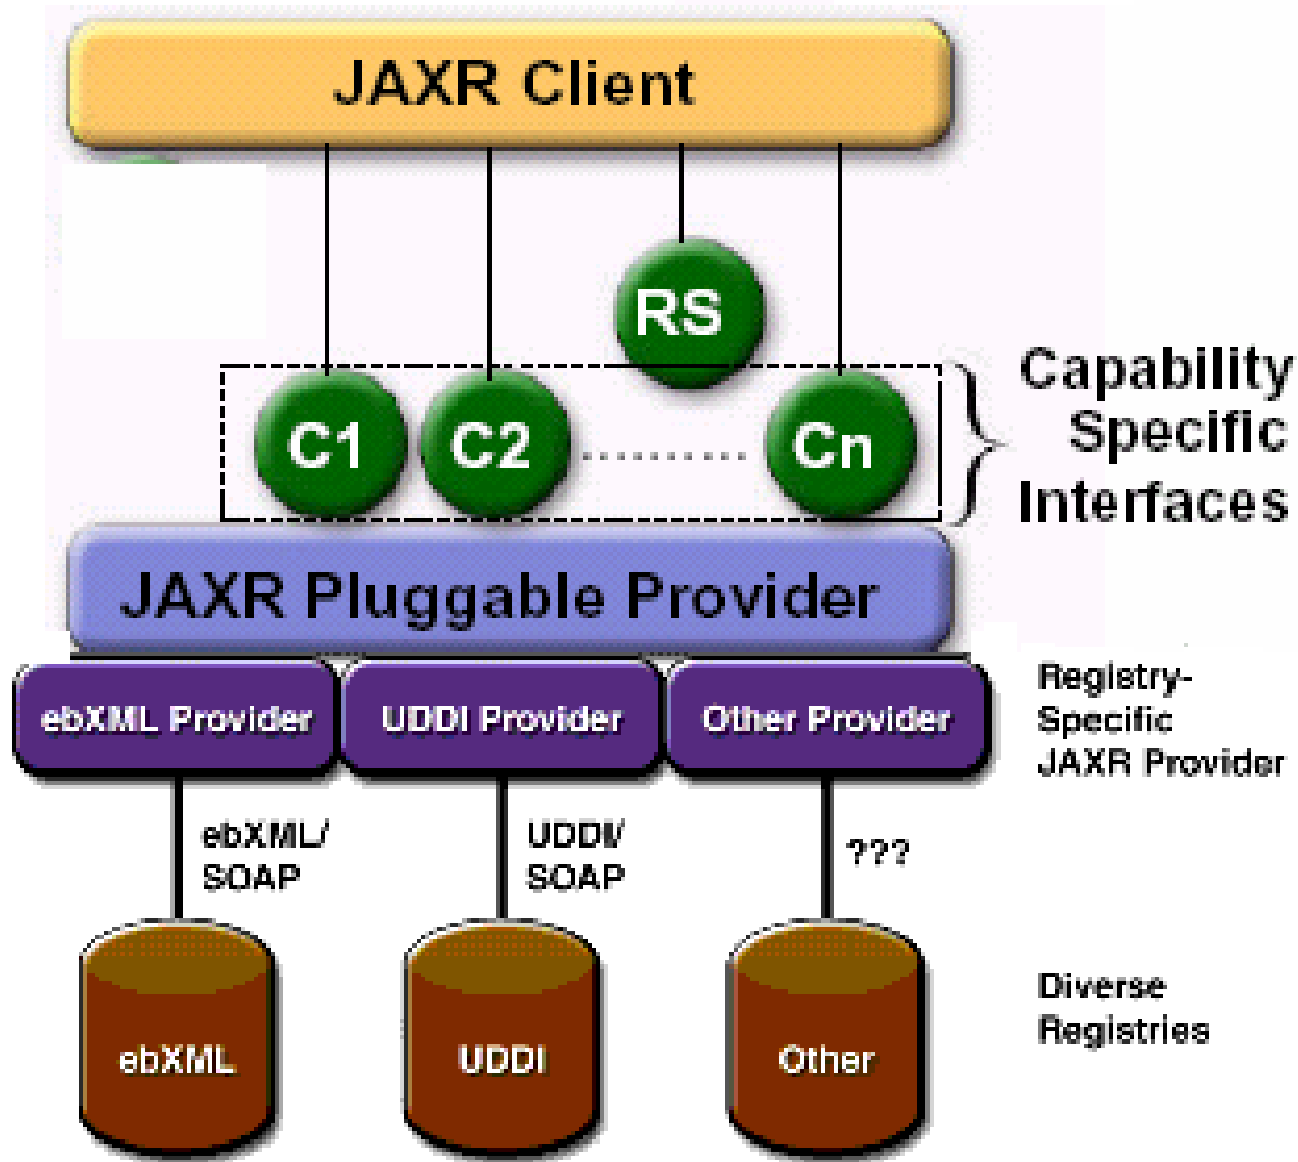 JAXR Client
RS
C1
C2
Cn
Capability
Specific
Interfaces
JAXR Pluggable Provider
ebXML Provider
UDDI Provider
Other Provider
Registry-
Specific
JAXR Provider
ebXML/
SOAP
UDDI/
SOAP
???
ebXML
UDDI
Other
Diverse
Registries